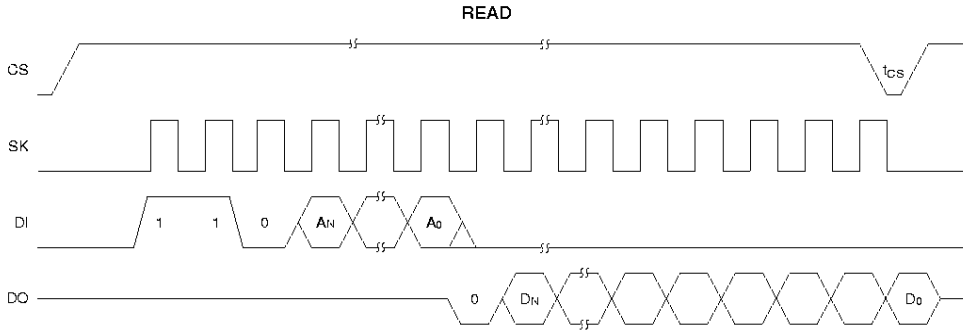 READ
CS
tCS
SK
DI
1 1 0 AN A0
DO
0 DN D0